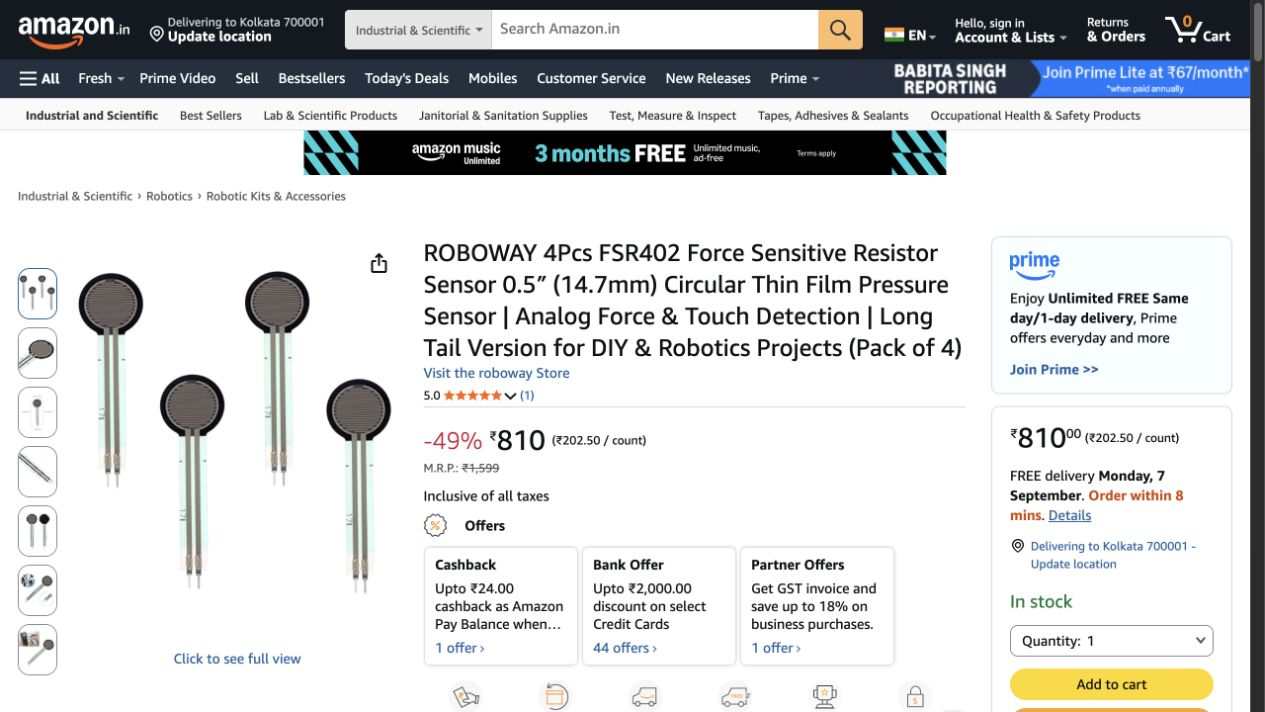 amazon.in
Delivering to Kolkata 700001
Update location
Industrial & Scientific
Search Amazon.in
EN
Hello, sign in
Account & Lists
Returns
& Orders
0
Cart
All
Fresh
Prime Video
Sell
Bestsellers
Today's Deals
Mobiles
Customer Service
New Releases
Prime
BABITA SINGH
REPORTING
Join Prime Lite at ₹67/month*
*when paid annually
Industrial and Scientific
Best Sellers
Lab & Scientific Products
Janitorial & Sanitation Supplies
Test, Measure & Inspect
Tapes, Adhesives & Sealants
Occupational Health & Safety Products
amazon music
Unlimited
3 months FREE
Unlimited music,
ad-free
Terms apply
Industrial & Scientific › Robotics › Robotic Kits & Accessories
ROBOWAY 4Pcs FSR402 Force Sensitive Resistor
Sensor 0.5″ (14.7mm) Circular Thin Film Pressure
Sensor | Analog Force & Touch Detection | Long
Tail Version for DIY & Robotics Projects (Pack of 4)
Visit the roboway Store
5.0
(1)
-49% ₹810 (₹202.50 / count)
M.R.P.: ₹1,599
Inclusive of all taxes
Offers
Cashback
Upto ₹24.00
cashback as Amazon
Pay Balance when…
1 offer ›
Bank Offer
Upto ₹2,000.00
discount on select
Credit Cards
44 offers ›
Partner Offers
Get GST invoice and
save up to 18% on
business purchases.
1 offer ›
Click to see full view
FREE
prime
Enjoy Unlimited FREE Same
day/1-day delivery, Prime
offers everyday and more
Join Prime >>
₹81000 (₹202.50 / count)
FREE delivery Monday, 7
September. Order within 8
mins. Details
Delivering to Kolkata 700001 -
Update location
In stock
Quantity: 1
Add to cart